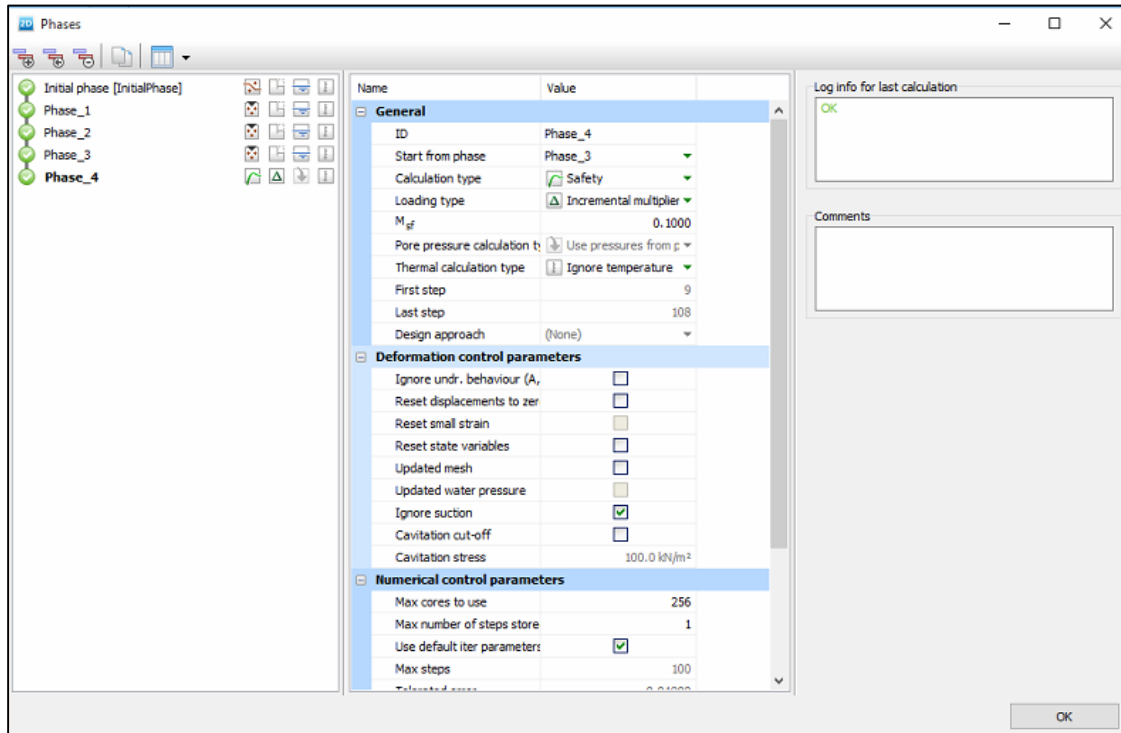 2D Phases
Initial phase [InitialPhase]
Phase_1
Phase_2
Phase_3
Phase_4
Name Value
General
ID Phase_4
Start from phase Phase_3
Calculation type Safety
Loading type Incremental multiplier
Msf 0.1000
Pore pressure calculation ty Use pressures from p
Thermal calculation type Ignore temperature
First step 9
Last step 108
Design approach (None)
Deformation control parameters
Ignore undr. behaviour (A,
Reset displacements to zer
Reset small strain
Reset state variables
Updated mesh
Updated water pressure
Ignore suction
Cavitation cut-off
Cavitation stress 100.0 kN/m²
Numerical control parameters
Max cores to use 256
Max number of steps store 1
Use default iter parameters
Max steps 100
Log info for last calculation
OK
Comments
OK